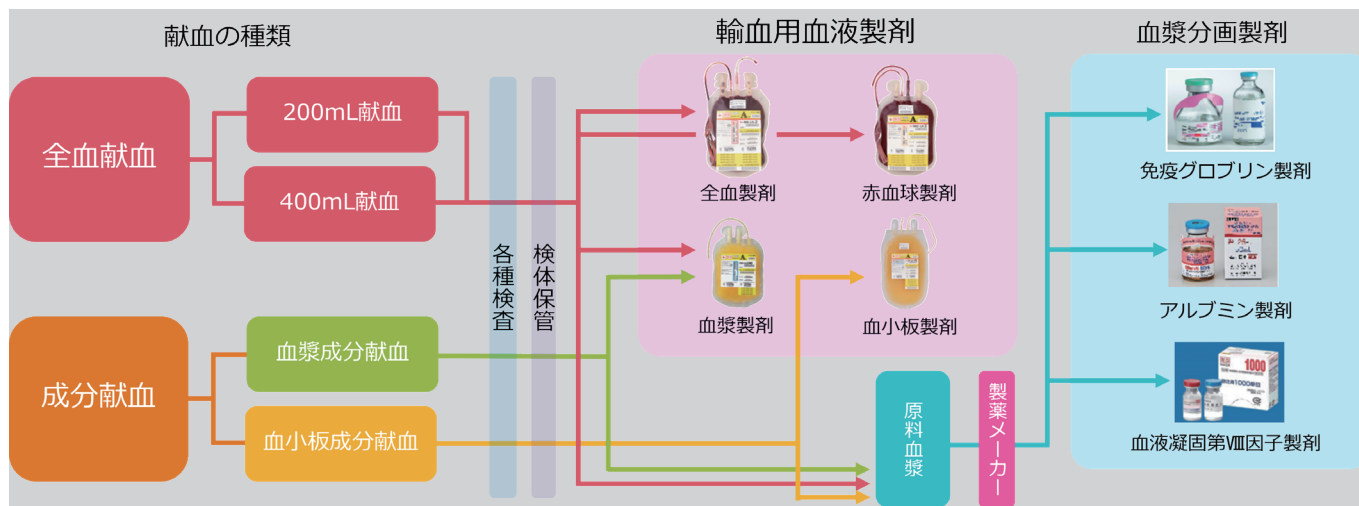 献血の種類
輸血用血液製剤
血漿分画製剤
全血献血
200mL献血
400mL献血
成分献血
血漿成分献血
血小板成分献血
各種検査
検体保管
全血製剤
赤血球製剤
血漿製剤
血小板製剤
原料血漿
製薬メーカー
免疫グロブリン製剤
アルブミン製剤
1000
血液凝固第Ⅷ因子製剤